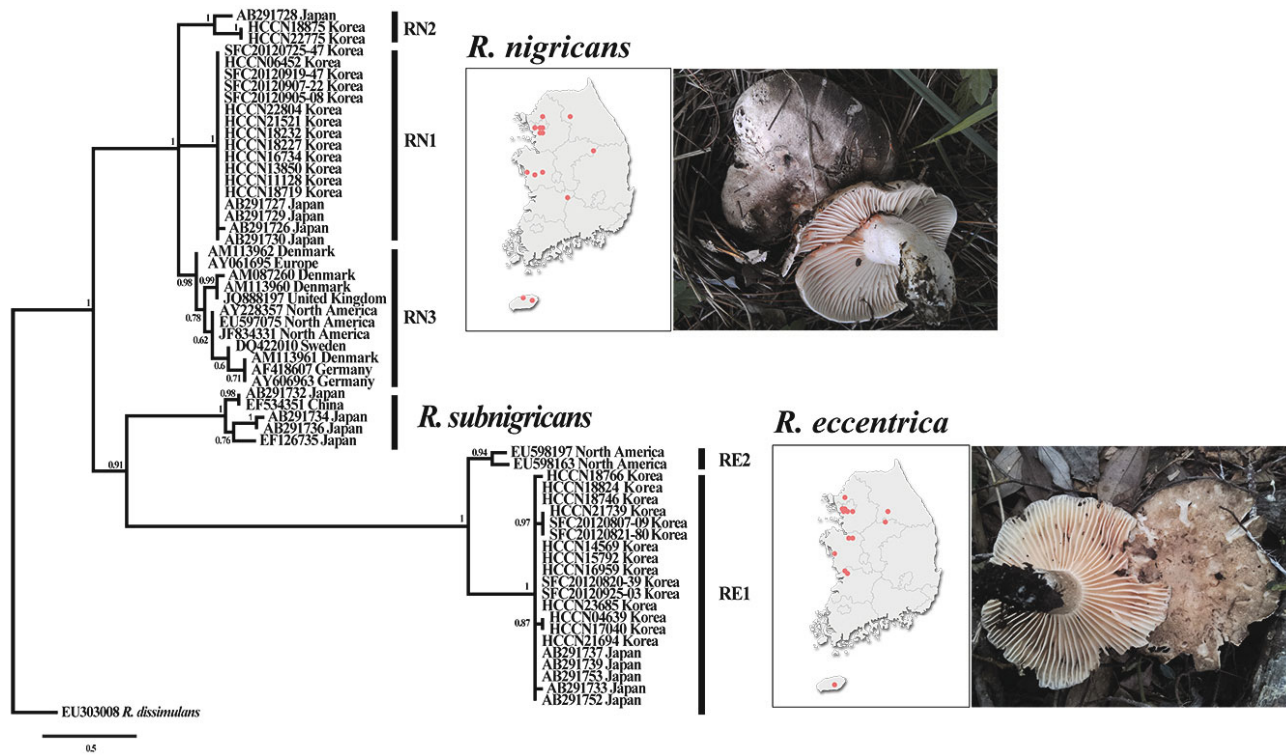 AB291728 Japan
HCCN18875 Korea
HCCN22775 Korea
RN2
SFC20120725-47 Korea
HCCN06452 Korea
SFC20120919-47 Korea
SFC20120907-22 Korea
SFC20120905-08 Korea
HCCN22804 Korea
HCCN21521 Korea
HCCN18232 Korea
HCCN18227 Korea
HCCN16734 Korea
HCCN13850 Korea
HCCN11128 Korea
HCCN18719 Korea
AB291727 Japan
AB291729 Japan
AB291726 Japan
AB291730 Japan
RN1
AM113962 Denmark
AY061695 Europe
AM087260 Denmark
AM113960 Denmark
JQ888197 United Kingdom
AY228357 North America
EU597075 North America
JF834331 North America
DQ422010 Sweden
AM113961 Denmark
AF418607 Germany
AY606963 Germany
RN3
R. nigricans
AB291732 Japan
EF534351 China
AB291734 Japan
AB291736 Japan
EF126735 Japan
R. subnigricans
EU598197 North America
EU598163 North America
RE2
HCCN18766 Korea
HCCN18824 Korea
HCCN18746 Korea
HCCN21739 Korea
SFC20120807-09 Korea
SFC20120821-80 Korea
HCCN14569 Korea
HCCN15792 Korea
HCCN16959 Korea
SFC20120820-39 Korea
SFC20120925-03 Korea
HCCN23685 Korea
HCCN04639 Korea
HCCN17040 Korea
HCCN21694 Korea
AB291737 Japan
AB291739 Japan
AB291753 Japan
AB291733 Japan
AB291752 Japan
RE1
R. eccentrica
1
1
1
1
0.98
0.99
0.78
0.62
0.6
0.71
1
0.98
1
1
0.76
0.91
0.94
1
0.97
1
0.87
EU303008 R. dissimulans
0.5